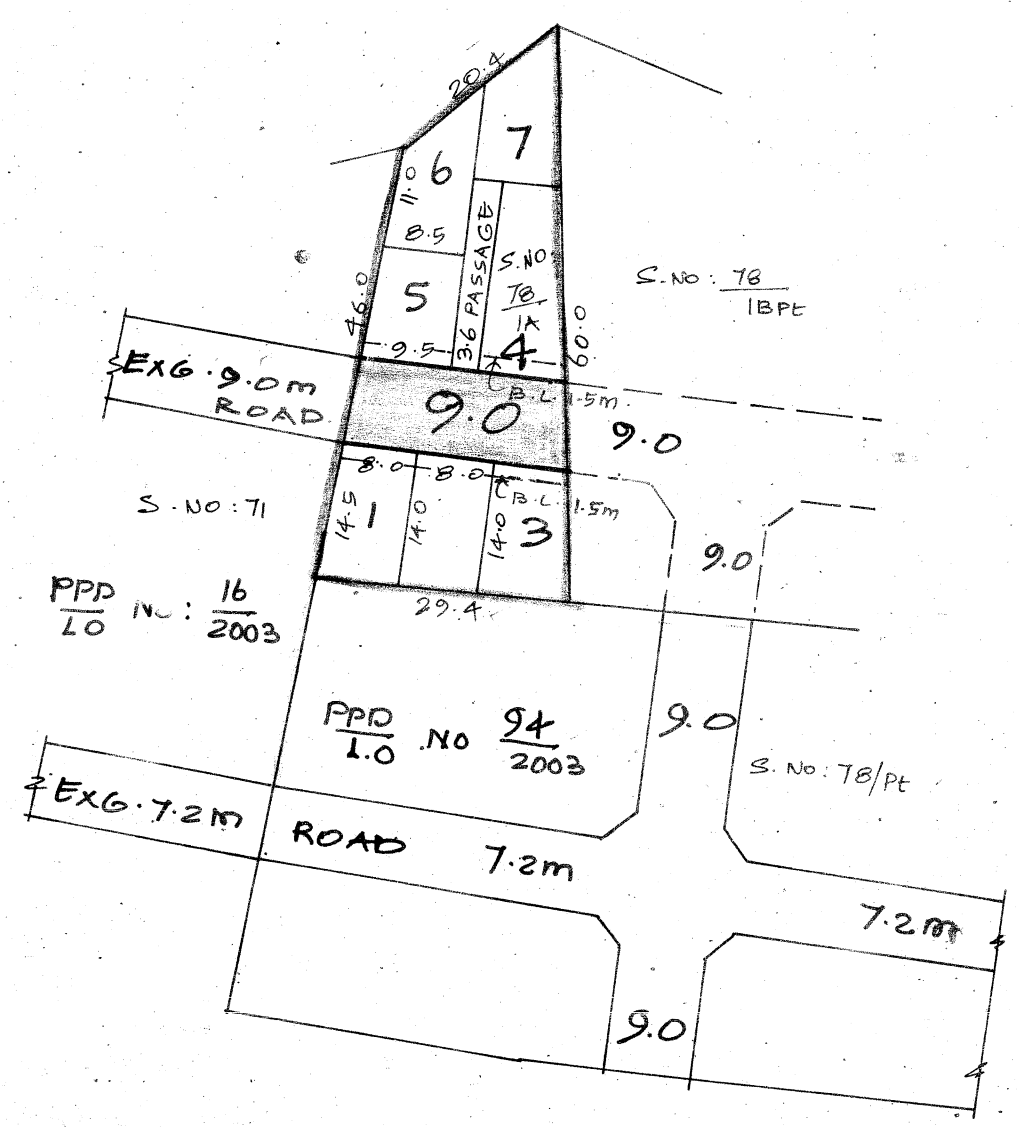 20.4
7
6
11.0
8.5
3.6 PASSAGE
S.NO
78
1A
5
46.0
9.5
4
60.0
S.NO: 78
1BPt
EXG. 9.0m
ROAD
9.0
B.L. 1.5m.
9.0
8.0
8.0
B.L. 1.5m
S.NO: 71
14.5
1
14.0
14.0
3
9.0
29.4
PPD
LO
No: 16
2003
PPD
L.O
.No 94
2003
9.0
S.No: 78/Pt
EXG. 7.2m
ROAD
7.2m
7.2m
9.0